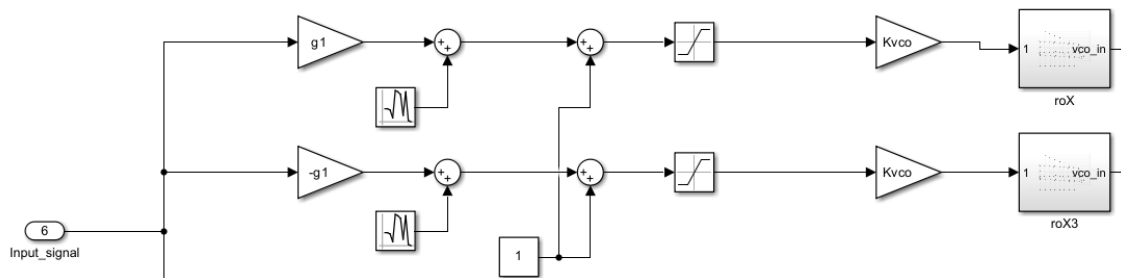 g1
+
+
+
+
Kvco
1
vco_in
roX
-g1
+
+
+
+
Kvco
1
vco_in
roX3
6
Input_signal
1